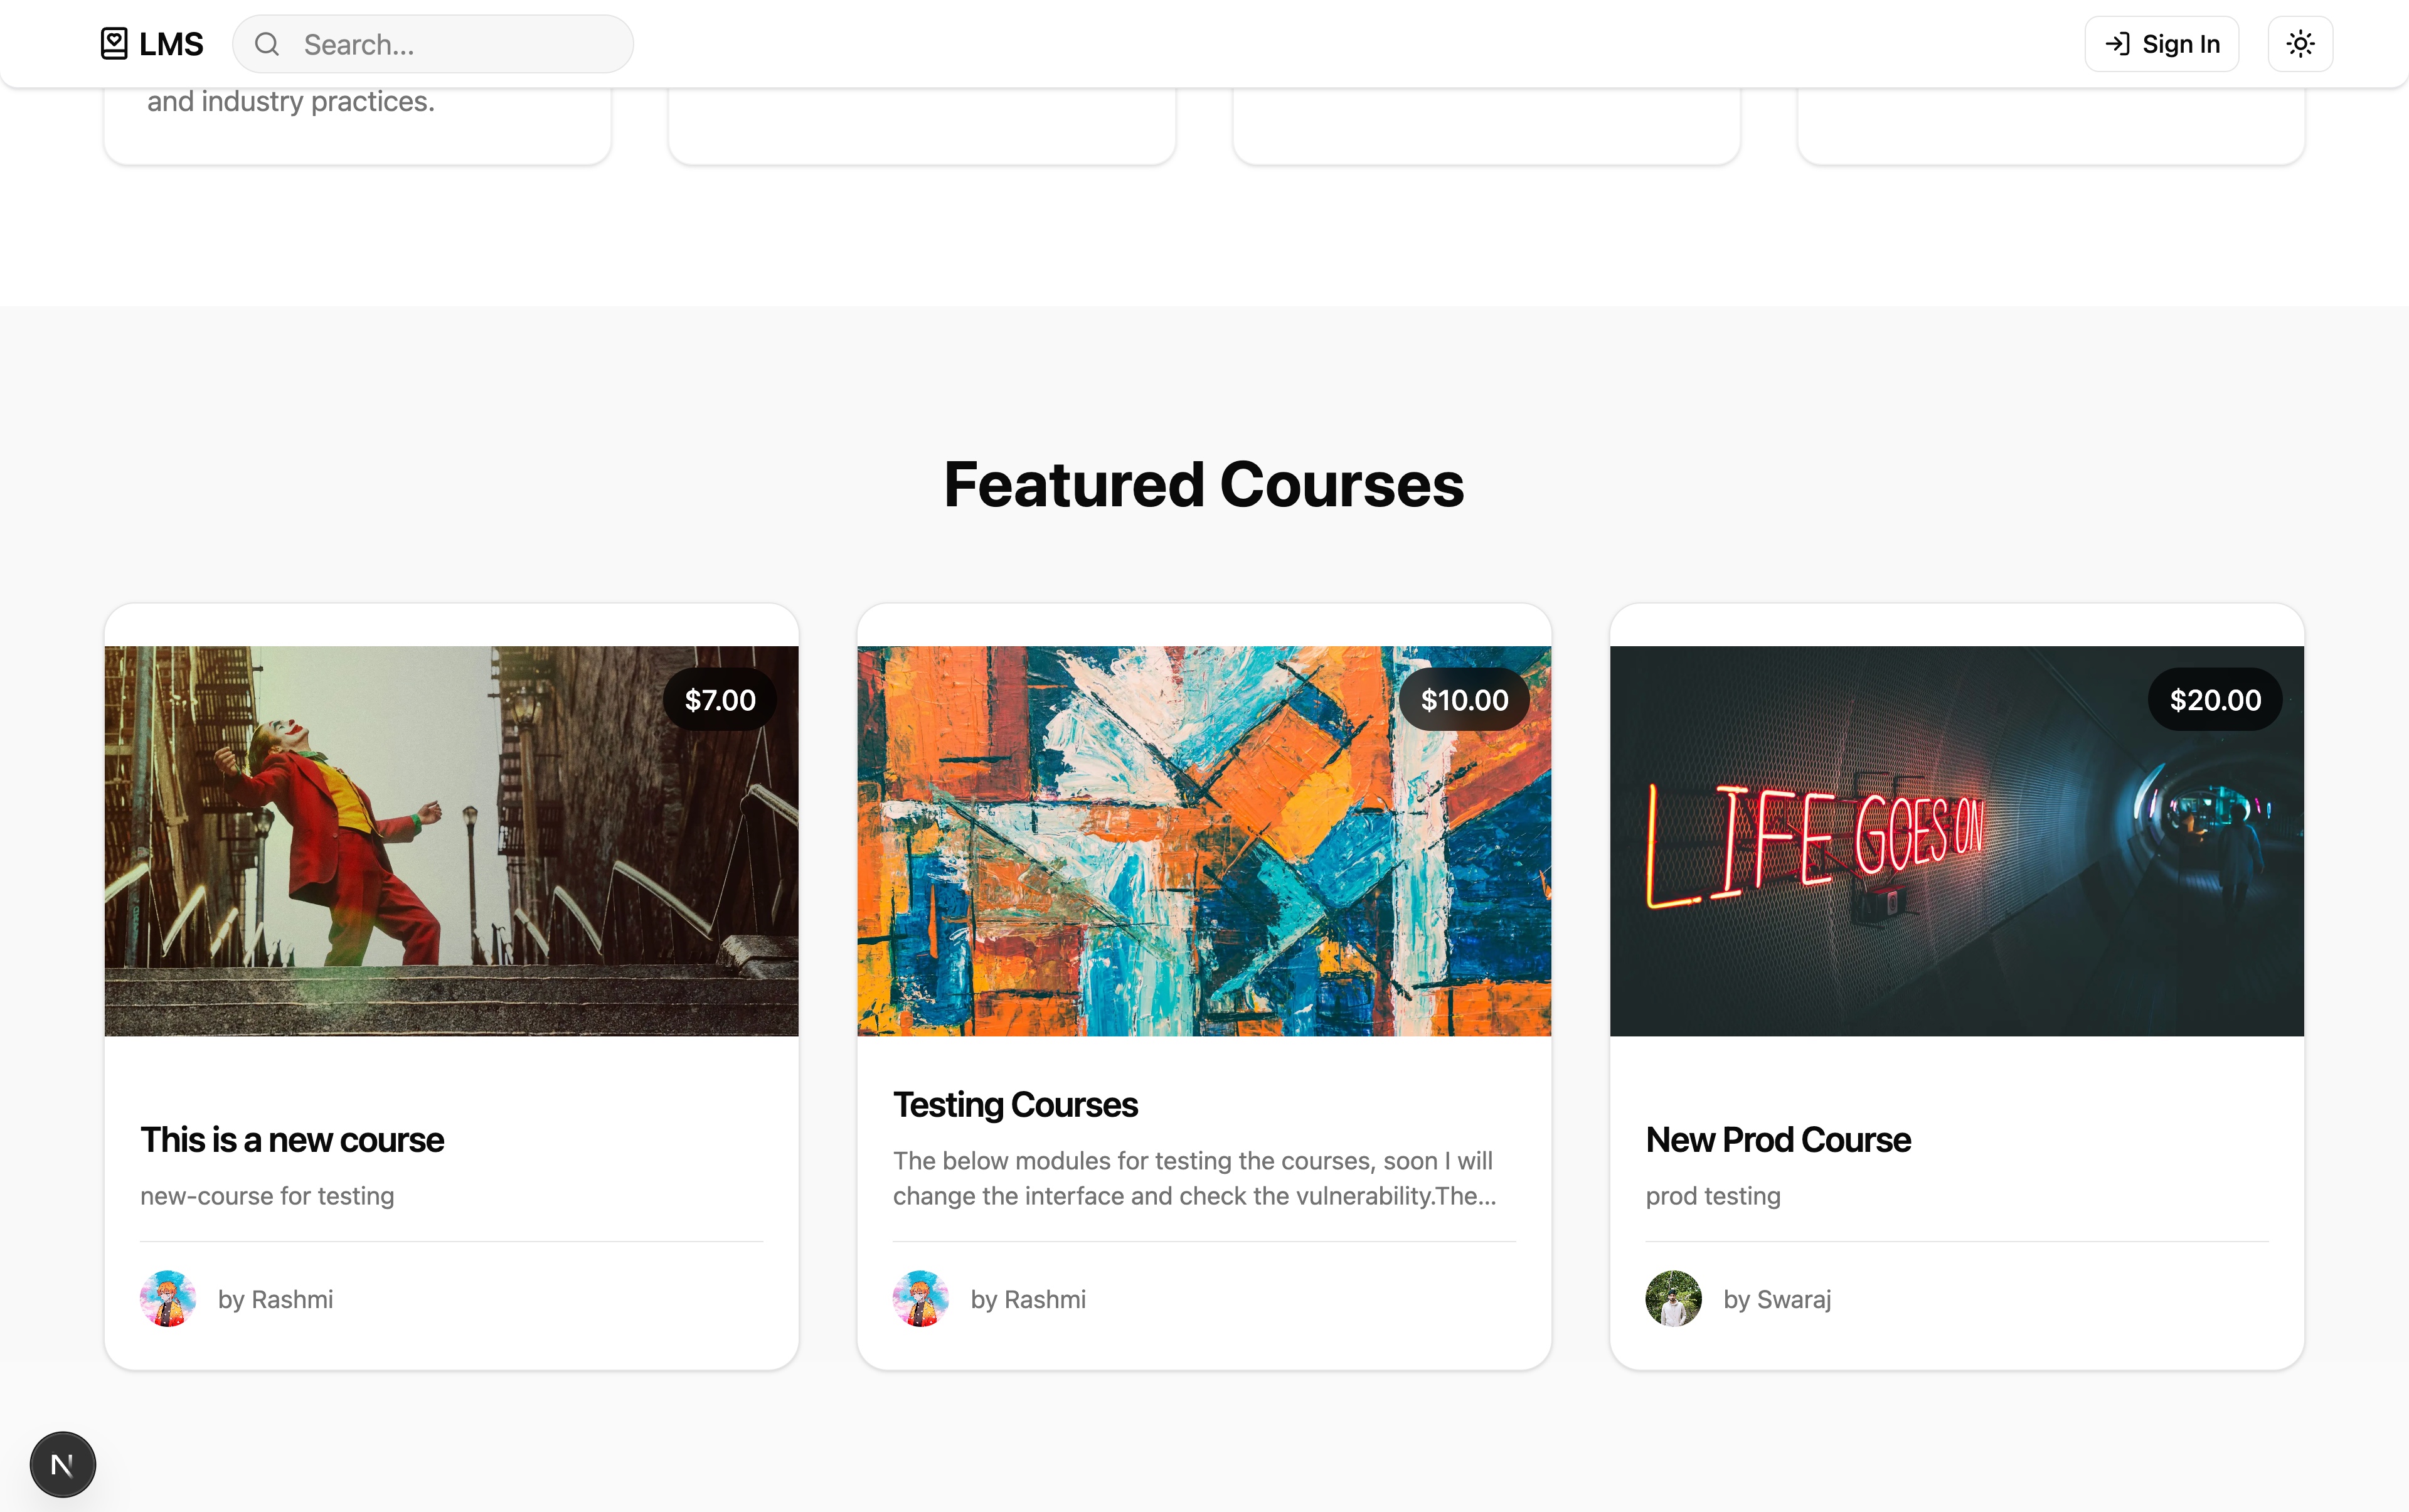 LMS
Search...
Sign In
and industry practices.
Featured Courses
$7.00
$10.00
$20.00
LIFE GOES ON
This is a new course
new-course for testing
by Rashmi
Testing Courses
The below modules for testing the courses, soon I will
change the interface and check the vulnerability.The...
by Rashmi
New Prod Course
prod testing
by Swaraj
N